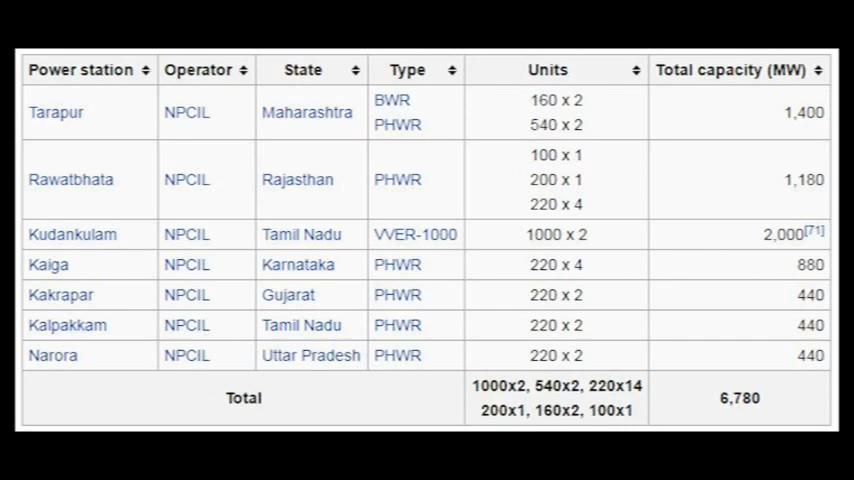 Power station Operator State Type Units Total capacity (MW)
Tarapur NPCIL Maharashtra BWR 160 x 2 1,400
PHWR 540 x 2
Rawatbhata NPCIL Rajasthan PHWR 100 x 1 1,180
200 x 1
220 x 4
Kudankulam NPCIL Tamil Nadu VVER-1000 1000 x 2 2,000[71]
Kaiga NPCIL Karnataka PHWR 220 x 4 880
Kakrapar NPCIL Gujarat PHWR 220 x 2 440
Kalpakkam NPCIL Tamil Nadu PHWR 220 x 2 440
Narora NPCIL Uttar Pradesh PHWR 220 x 2 440
Total 1000x2, 540x2, 220x14 6,780
200x1, 160x2, 100x1